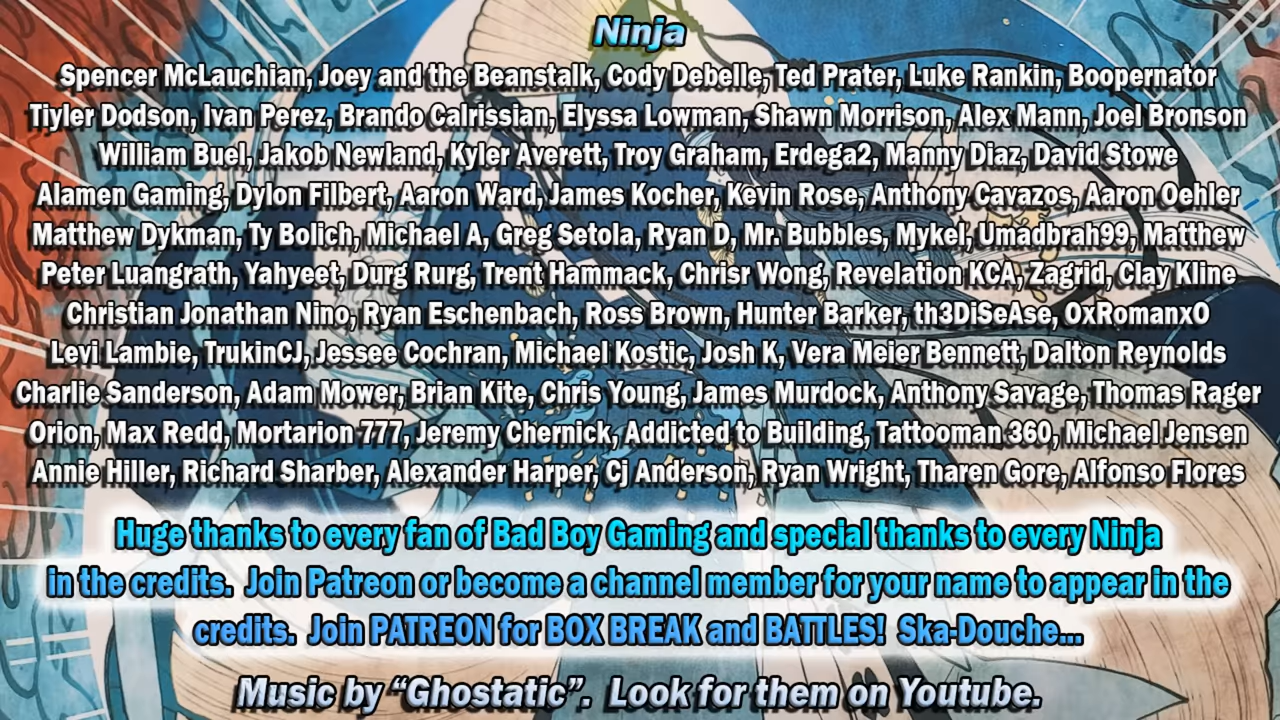 Ninja
Spencer McLauchian, Joey and the Beanstalk, Cody Debelle, Ted Prater, Luke Rankin, Boopernator
Tiyler Dodson, Ivan Perez, Brando Calrissian, Elyssa Lowman, Shawn Morrison, Alex Mann, Joel Bronson
William Buel, Jakob Newland, Kyler Averett, Troy Graham, Erdega2, Manny Diaz, David Stowe
Alamen Gaming, Dylon Filbert, Aaron Ward, James Kocher, Kevin Rose, Anthony Cavazos, Aaron Oehler
Matthew Dykman, Ty Bolich, Michael A, Greg Setola, Ryan D, Mr. Bubbles, Mykel, Umadbrah99, Matthew
Peter Luangrath, Yahyeet, Durg Rurg, Trent Hammack, Chrisr Wong, Revelation KCA, Zagrid, Clay Kline
Christian Jonathan Nino, Ryan Eschenbach, Ross Brown, Hunter Barker, th3DiSeAse, OxRomanxO
Levi Lambie, TrukinCJ, Jessee Cochran, Michael Kostic, Josh K, Vera Meier Bennett, Dalton Reynolds
Charlie Sanderson, Adam Mower, Brian Kite, Chris Young, James Murdock, Anthony Savage, Thomas Rager
Orion, Max Redd, Mortarion 777, Jeremy Chernick, Addicted to Building, Tattooman 360, Michael Jensen
Annie Hiller, Richard Sharber, Alexander Harper, Cj Anderson, Ryan Wright, Tharen Gore, Alfonso Flores
Huge thanks to every fan of Bad Boy Gaming and special thanks to every Ninja
in the credits.  Join Patreon or become a channel member for your name to appear in the
credits.  Join PATREON for BOX BREAK and BATTLES!  Ska-Douche...
Music by “Ghostatic”.  Look for them on Youtube.